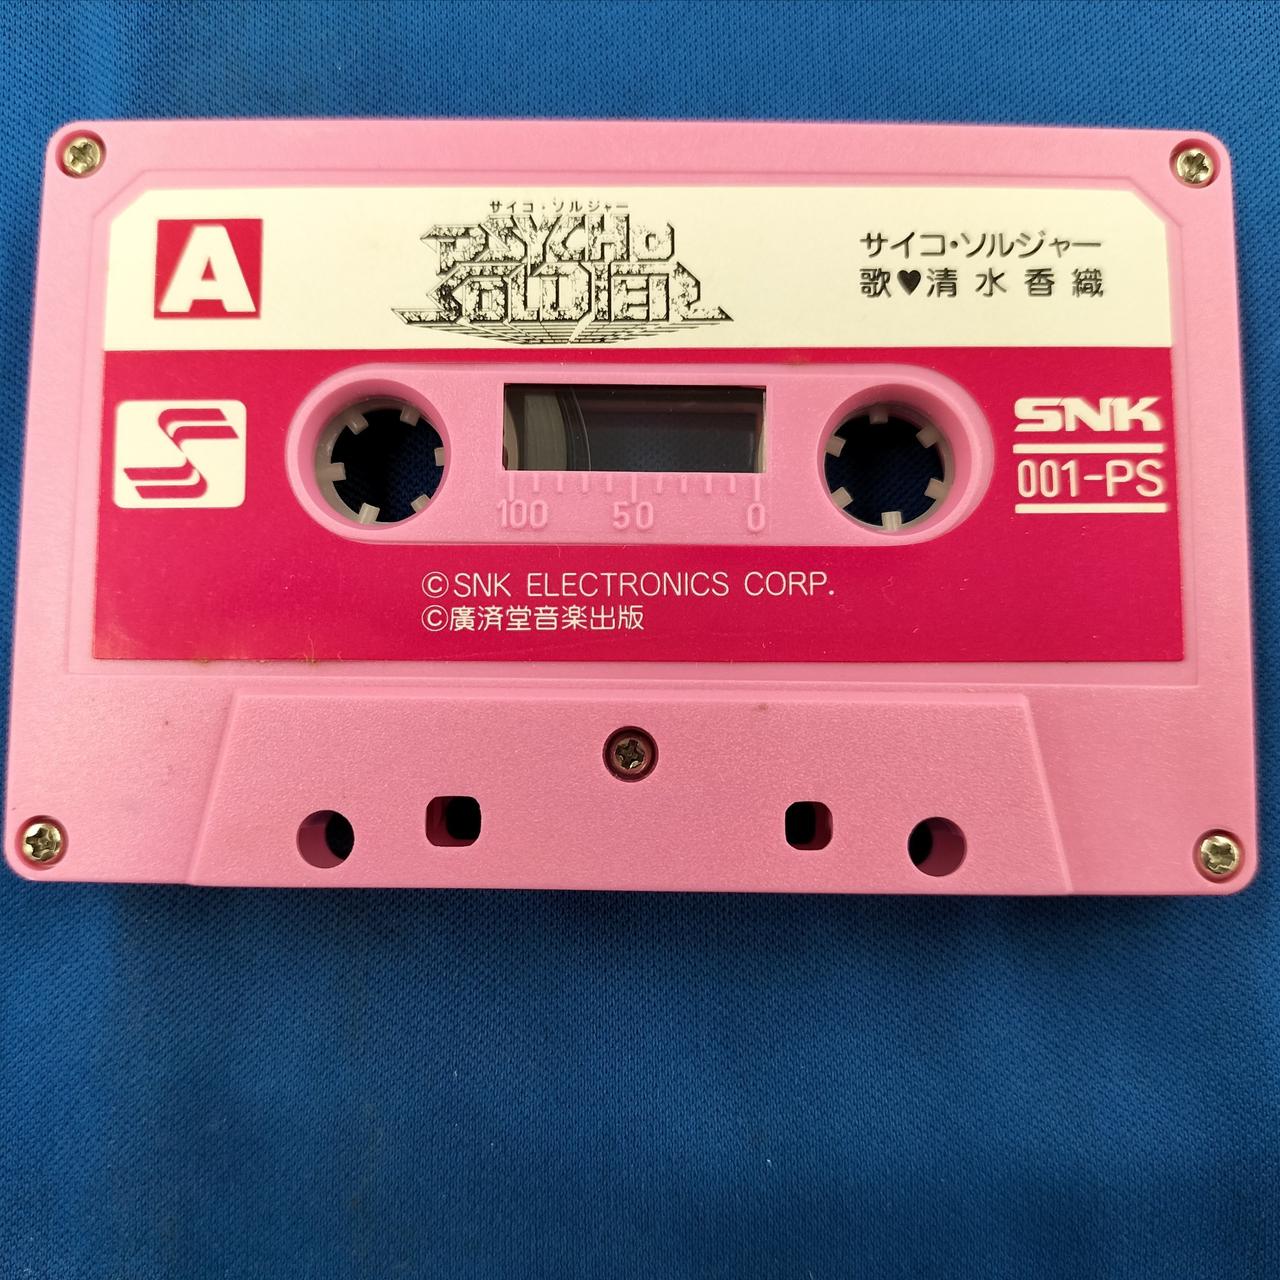 A
サイコ・ソルジャー
PSYCHO
SOLDIER
サイコ・ソルジャー
歌♥清水香織
SNK
001-PS
100 50 0
©SNK ELECTRONICS CORP.
©廣済堂音楽出版